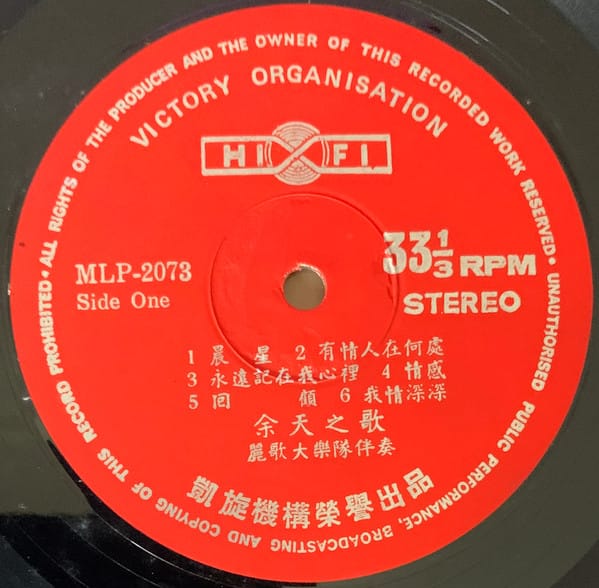 • ALL RIGHTS OF THE PRODUCER AND THE OWNER OF THIS RECORDED WORK RESERVED • UNAUTHORISED PUBLIC PERFORMANCE, BROADCASTING AND COPYING OF THIS RECORD PROHIBITED
VICTORY ORGANISATION
HI FI
33⅓ RPM
STEREO
MLP-2073
Side One
1 晨 星 2 有情人在何處
3 永遠記在我心裡 4 情感
5 回 顧 6 我情深深
余天之歌
麗歌大樂隊伴奏
凱旋機構榮譽出品